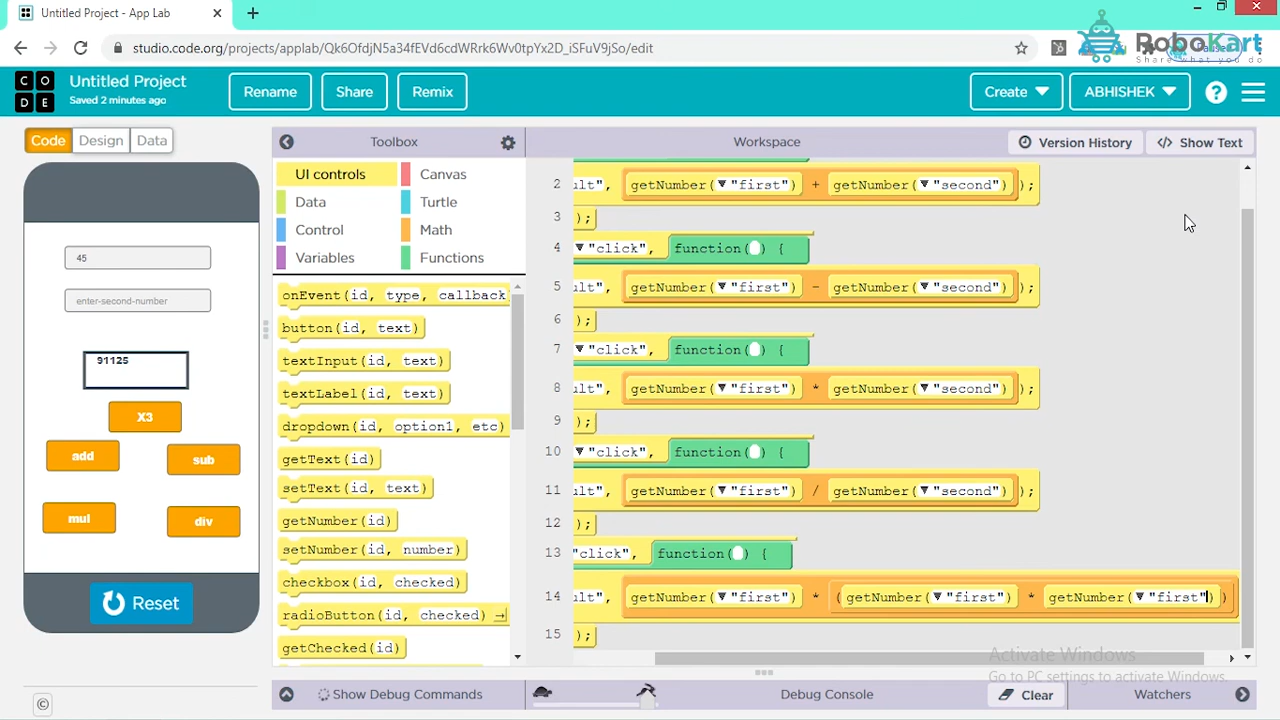 Untitled Project - App Lab
studio.code.org/projects/applab/Qk6OfdjN5a34fEVd6cdWRrk6Wv0tpYx2D_iSFuV9jSo/edit
Paused
RoboKart
Share what you do
CO
DE
Untitled Project
Saved 2 minutes ago
Rename
Share
Remix
Create
ABHISHEK
?
Code
Design
Data
Toolbox
Workspace
Version History
</> Show Text
UI controls
Canvas
Data
Turtle
Control
Math
Variables
Functions
onEvent(id, type, callback
button(id, text)
textInput(id, text)
textLabel(id, text)
dropdown(id, option1, etc)
getText(id)
setText(id, text)
getNumber(id)
setNumber(id, number)
checkbox(id, checked)
radioButton(id, checked)
getChecked(id)
45
enter-second-number
91125
X3
add
sub
mul
div
Reset
2 ult", getNumber(▼"first") + getNumber(▼"second") );
3 );
4 ▼"click", function() {
5 ult", getNumber(▼"first") - getNumber(▼"second") );
6 );
7 ▼"click", function() {
8 ult", getNumber(▼"first") * getNumber(▼"second") );
9 );
10 ▼"click", function() {
11 ult", getNumber(▼"first") / getNumber(▼"second") );
12 );
13 "click", function() {
14 ult", getNumber(▼"first") * (getNumber(▼"first") * getNumber(▼"first"))
15 );
Activate Windows
Go to PC settings to activate Windows.
©
Show Debug Commands
Debug Console
Clear
Watchers